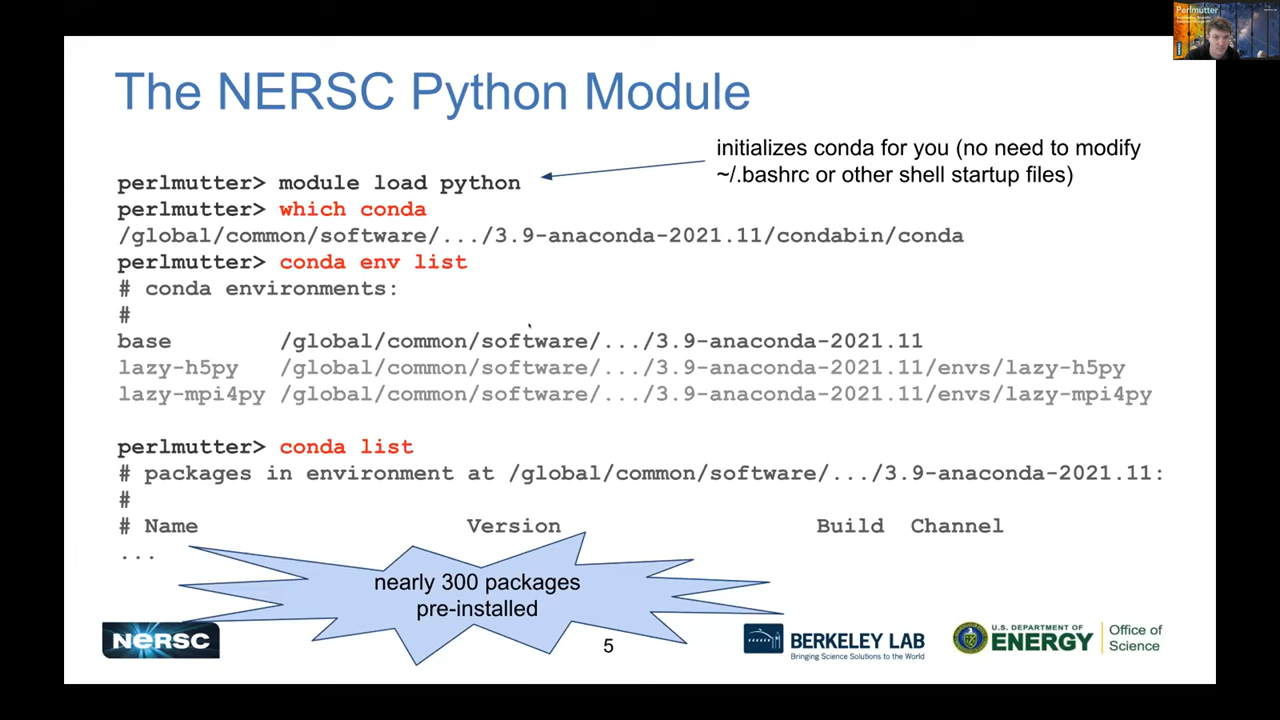 Perlmutter
The NERSC Python Module
initializes conda for you (no need to modify
~/.bashrc or other shell startup files)
perlmutter> module load python
perlmutter> which conda
/global/common/software/.../3.9-anaconda-2021.11/condabin/conda
perlmutter> conda env list
# conda environments:
#
base /global/common/software/.../3.9-anaconda-2021.11
lazy-h5py /global/common/software/.../3.9-anaconda-2021.11/envs/lazy-h5py
lazy-mpi4py /global/common/software/.../3.9-anaconda-2021.11/envs/lazy-mpi4py
perlmutter> conda list
# packages in environment at /global/common/software/.../3.9-anaconda-2021.11:
#
# Name Version Build Channel
...
nearly 300 packages
pre-installed
NERSC
5
BERKELEY LAB
Bringing Science Solutions to the World
U.S. DEPARTMENT OF
ENERGY
Office of
Science